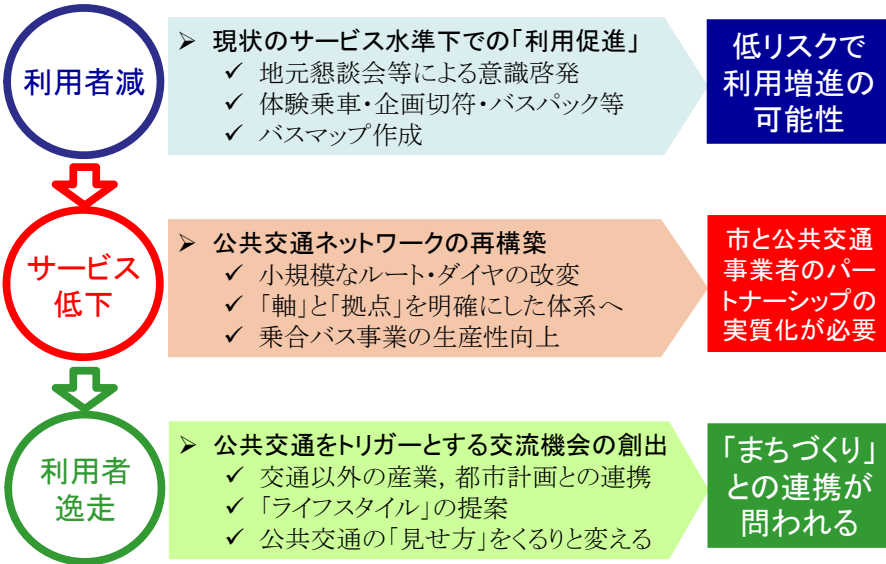 利用者減
➢ 現状のサービス水準下での「利用促進」
✓ 地元懇談会等による意識啓発
✓ 体験乗車・企画切符・バスパック等
✓ バスマップ作成
低リスクで
利用増進の
可能性
サービス
低下
➢ 公共交通ネットワークの再構築
✓ 小規模なルート・ダイヤの改変
✓ 「軸」と「拠点」を明確にした体系へ
✓ 乗合バス事業の生産性向上
市と公共交通
事業者のパー
トナーシップの
実質化が必要
利用者
逸走
➢ 公共交通をトリガーとする交流機会の創出
✓ 交通以外の産業，都市計画との連携
✓ 「ライフスタイル」の提案
✓ 公共交通の「見せ方」をくるりと変える
「まちづくり」
との連携が
問われる